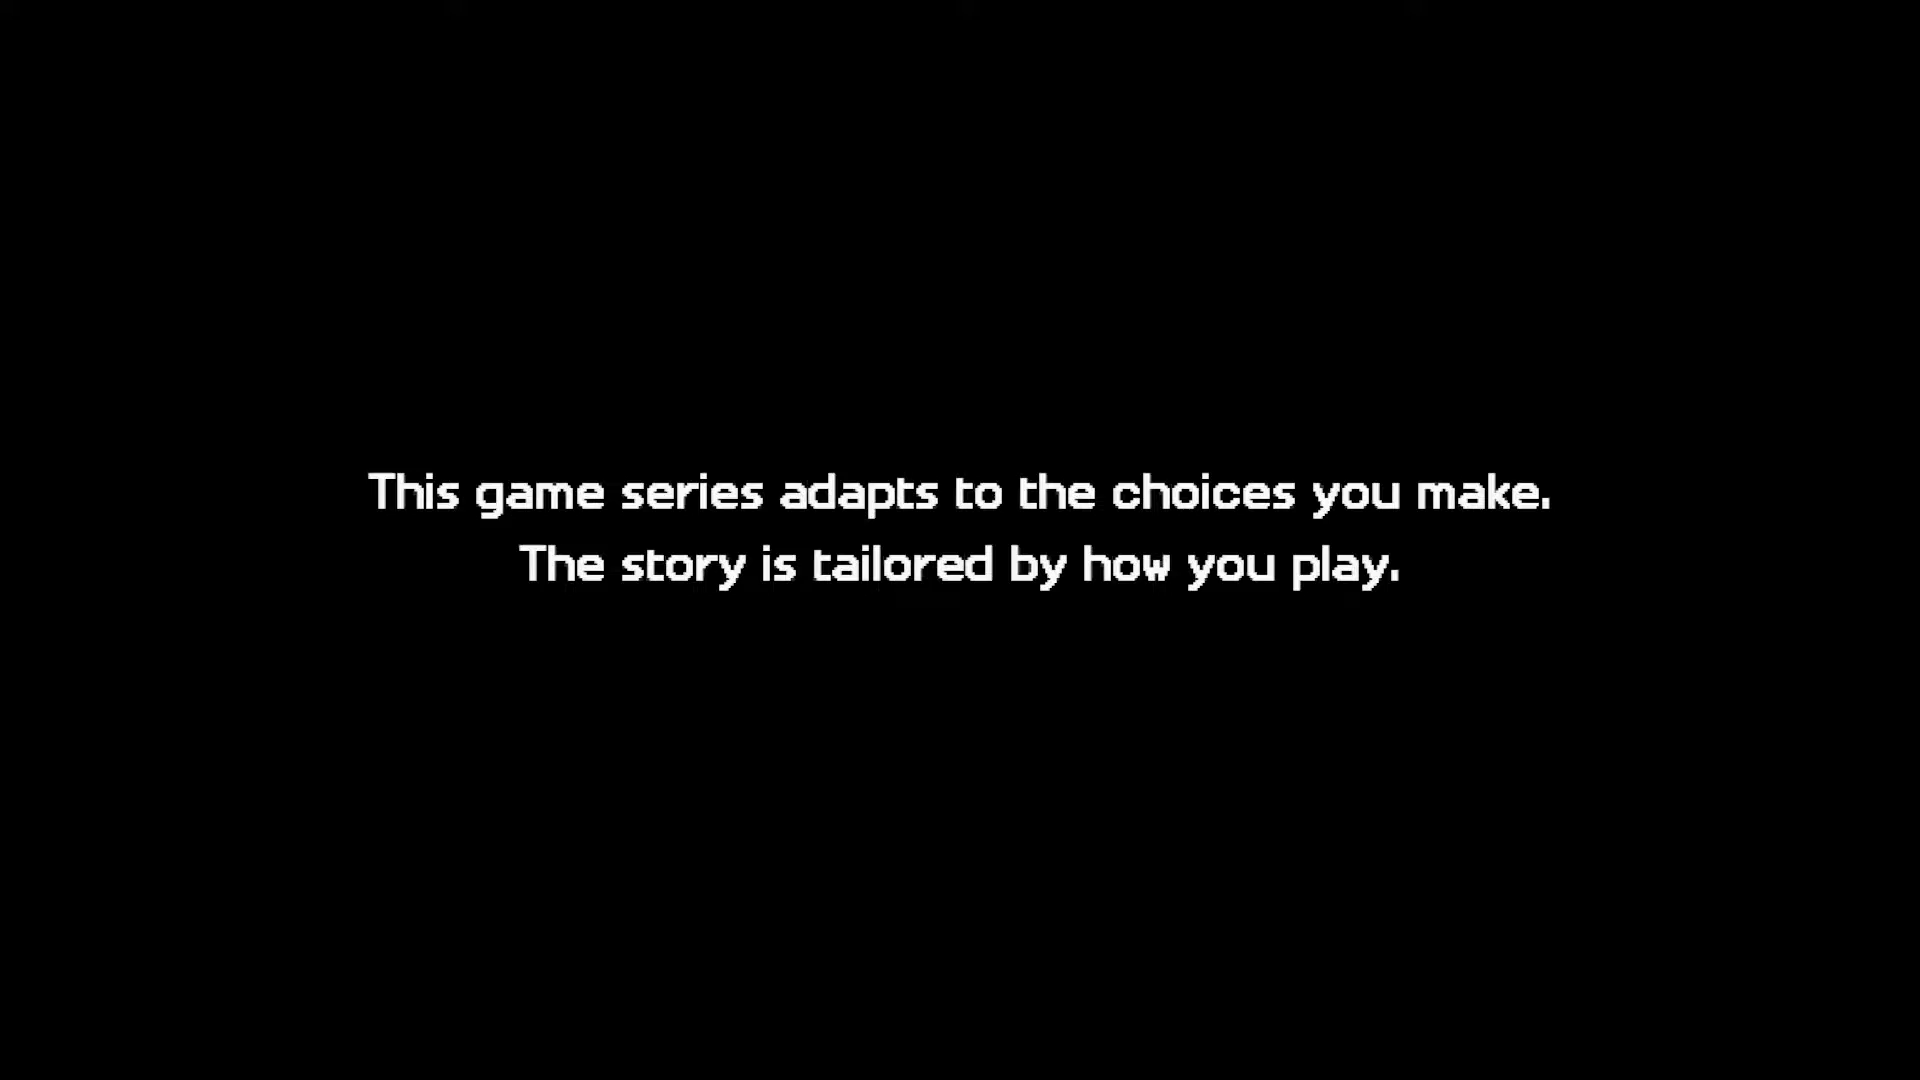 This game series adapts to the choices you make.
The story is tailored by how you play.